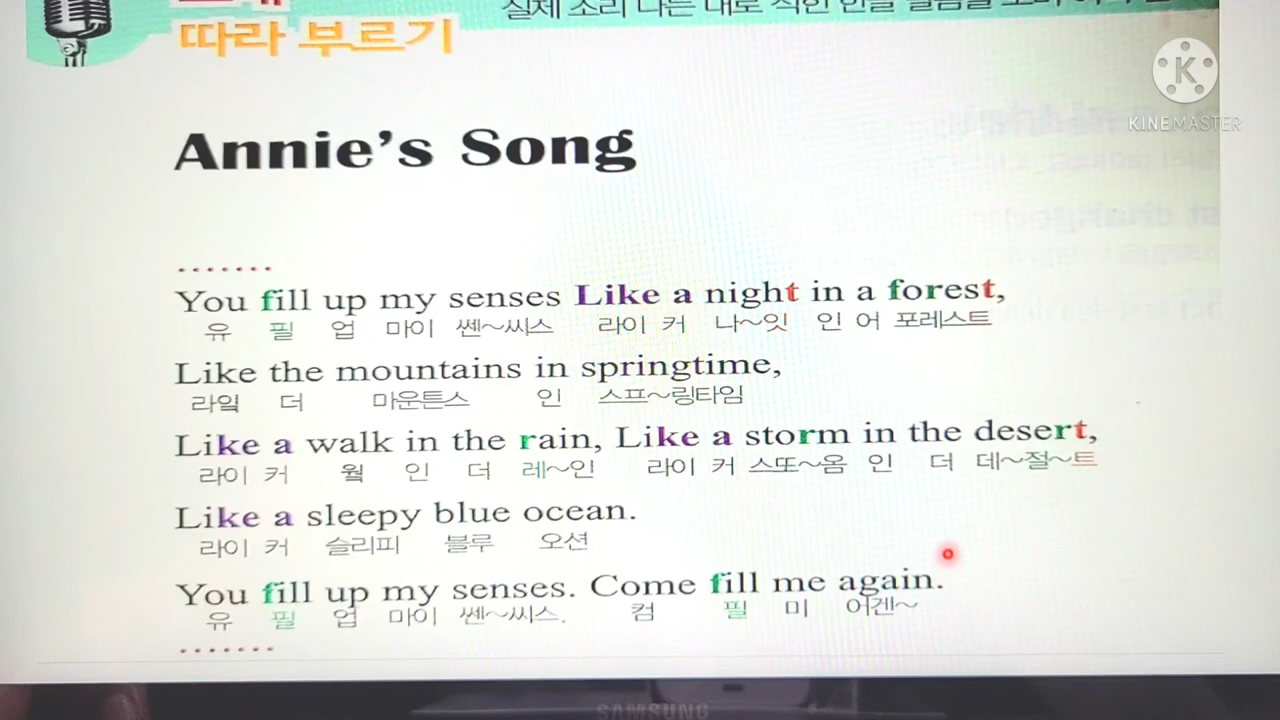 따라 부르기
K
KINEMASTER
Annie's Song
You fill up my senses Like a night in a forest,
유 필 업 마이 쎈~씨스 라이 커 나~잇 인 어 포레스트
Like the mountains in springtime,
라잌 더 마운튼스 인 스프~링타임
Like a walk in the rain, Like a storm in the desert,
라이 커 웤 인 더 레~인 라이 커 스또~옴 인 더 데~절~트
Like a sleepy blue ocean.
라이 커 슬리피 블루 오션
You fill up my senses. Come fill me again.
유 필 업 마이 쎈~씨스. 컴 필 미 어겐~
SAMSUNG